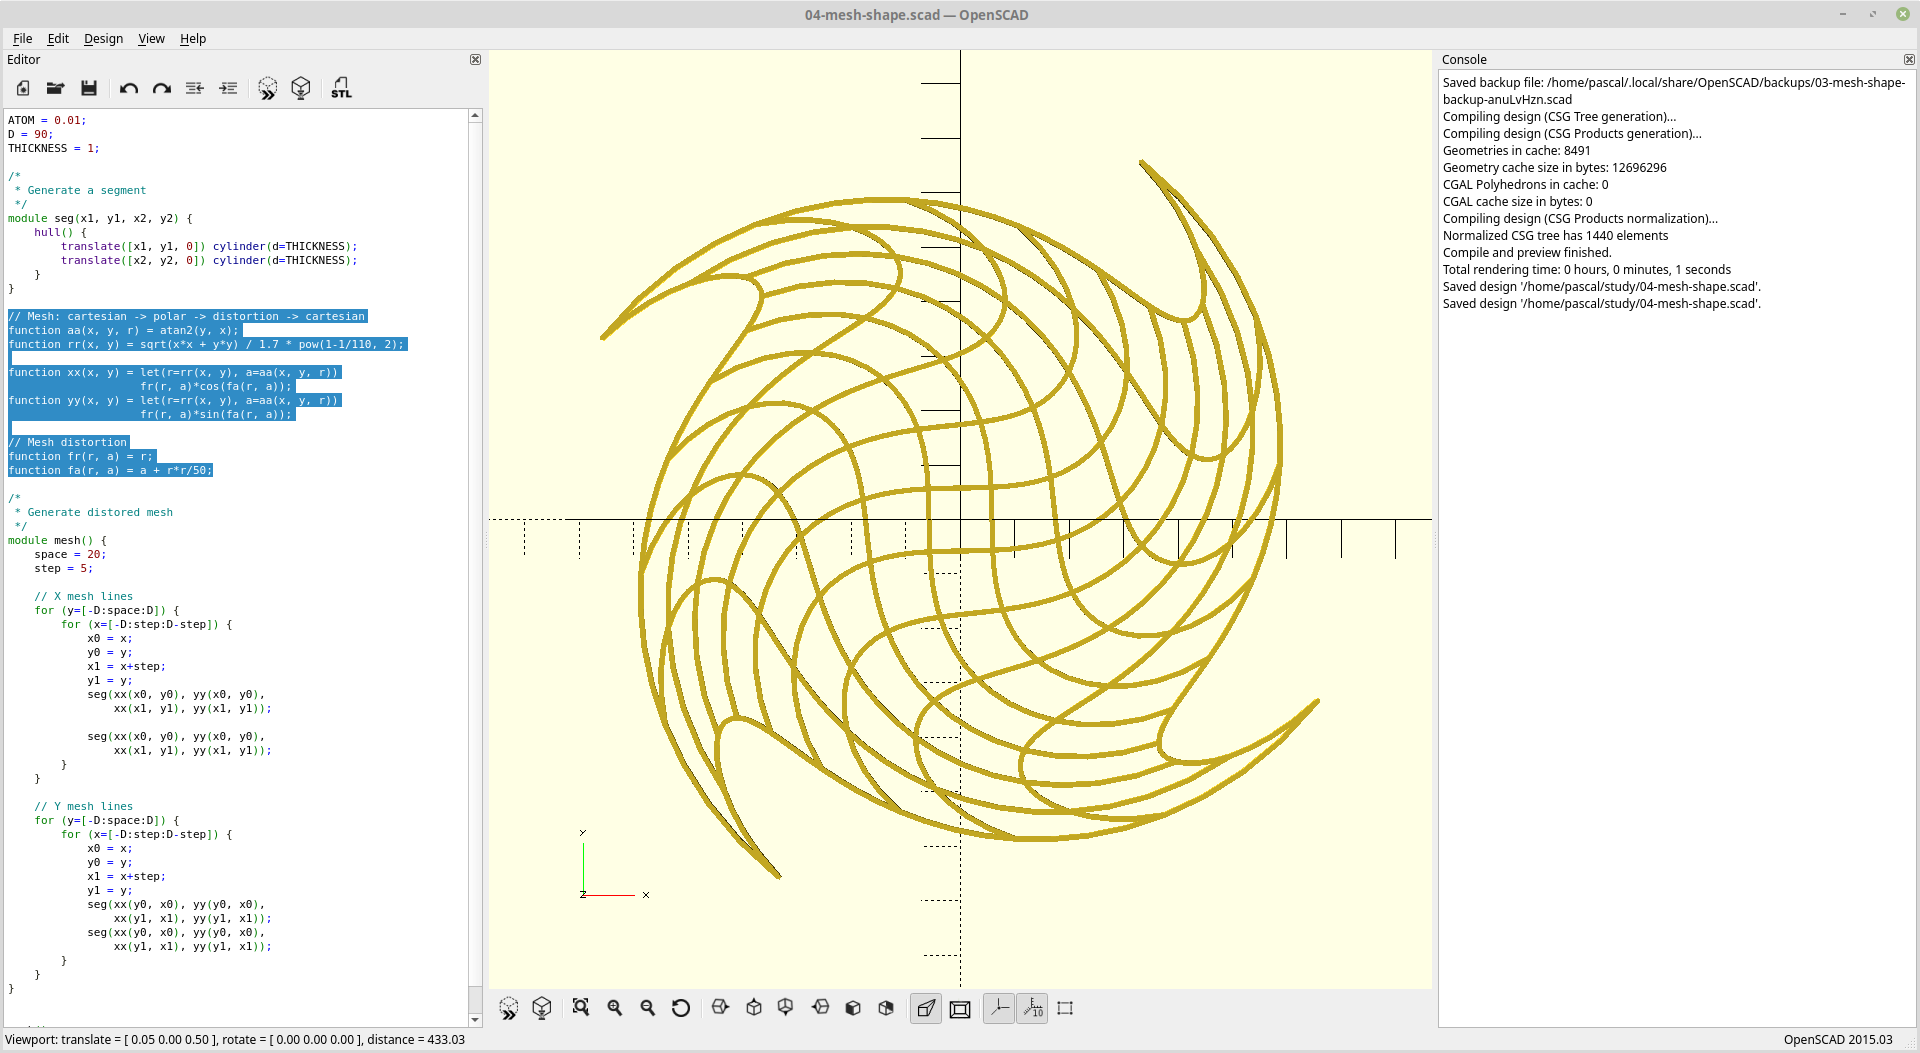 04-mesh-shape.scad — OpenSCAD
File Edit Design View Help
Editor
STL
ATOM = 0.01;
D = 90;
THICKNESS = 1;
/*
 * Generate a segment
 */
module seg(x1, y1, x2, y2) {
    hull() {
        translate([x1, y1, 0]) cylinder(d=THICKNESS);
        translate([x2, y2, 0]) cylinder(d=THICKNESS);
    }
}
// Mesh: cartesian -> polar -> distortion -> cartesian
function aa(x, y, r) = atan2(y, x);
function rr(x, y) = sqrt(x*x + y*y) / 1.7 * pow(1-1/110, 2);
function xx(x, y) = let(r=rr(x, y), a=aa(x, y, r))
                    fr(r, a)*cos(fa(r, a));
function yy(x, y) = let(r=rr(x, y), a=aa(x, y, r))
                    fr(r, a)*sin(fa(r, a));
// Mesh distortion
function fr(r, a) = r;
function fa(r, a) = a + r*r/50;
/*
 * Generate distored mesh
 */
module mesh() {
    space = 20;
    step = 5;
    // X mesh lines
    for (y=[-D:space:D]) {
        for (x=[-D:step:D-step]) {
            x0 = x;
            y0 = y;
            x1 = x+step;
            y1 = y;
            seg(xx(x0, y0), yy(x0, y0),
                xx(x1, y1), yy(x1, y1));
            seg(xx(x0, y0), yy(x0, y0),
                xx(x1, y1), yy(x1, y1));
        }
    }
    // Y mesh lines
    for (y=[-D:space:D]) {
        for (x=[-D:step:D-step]) {
            x0 = x;
            y0 = y;
            x1 = x+step;
            y1 = y;
            seg(xx(y0, x0), yy(y0, x0),
                xx(y1, x1), yy(y1, x1));
            seg(xx(y0, x0), yy(y0, x0),
                xx(y1, x1), yy(y1, x1));
        }
    }
}
y
z x
10
Console
Saved backup file: /home/pascal/.local/share/OpenSCAD/backups/03-mesh-shape-
backup-anuLvHzn.scad
Compiling design (CSG Tree generation)...
Compiling design (CSG Products generation)...
Geometries in cache: 8491
Geometry cache size in bytes: 12696296
CGAL Polyhedrons in cache: 0
CGAL cache size in bytes: 0
Compiling design (CSG Products normalization)...
Normalized CSG tree has 1440 elements
Compile and preview finished.
Total rendering time: 0 hours, 0 minutes, 1 seconds
Saved design '/home/pascal/study/04-mesh-shape.scad'.
Saved design '/home/pascal/study/04-mesh-shape.scad'.
Viewport: translate = [ 0.05 0.00 0.50 ], rotate = [ 0.00 0.00 0.00 ], distance = 433.03
OpenSCAD 2015.03